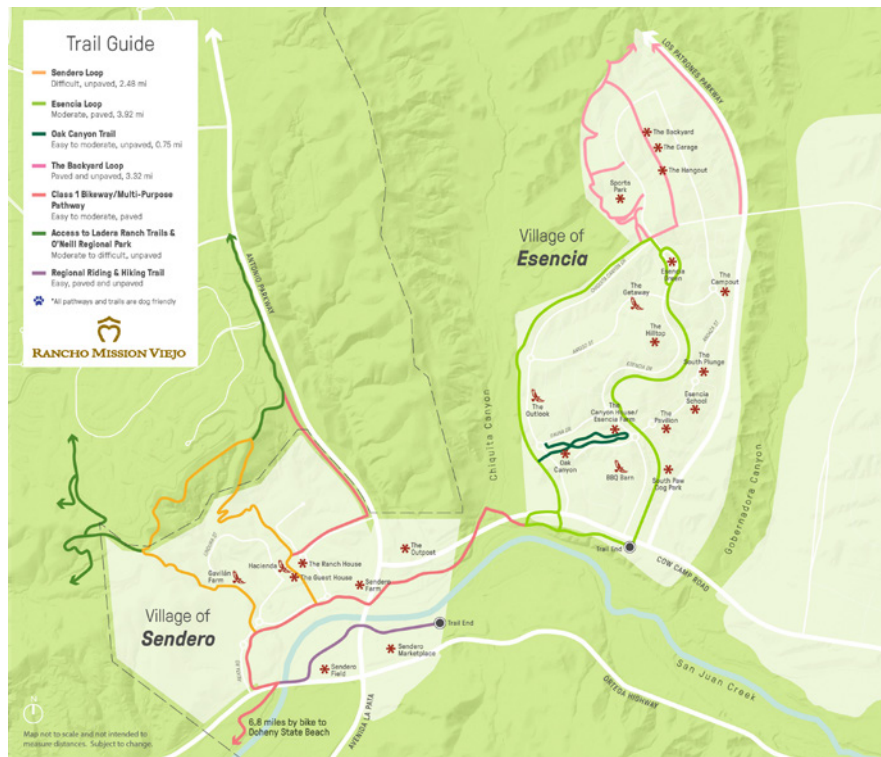 Trail Guide
Sendero Loop
Difficult, unpaved, 2.48 mi
Esencia Loop
Moderate, paved, 3.92 mi
Oak Canyon Trail
Easy to moderate, unpaved, 0.75 mi
The Backyard Loop
Paved and unpaved, 3.32 mi
Class 1 Bikeway/Multi-Purpose
Pathway
Easy to moderate, paved
Access to Ladera Ranch Trails &
O'Neill Regional Park
Moderate to difficult, unpaved
Regional Riding & Hiking Trail
Easy, paved and unpaved
*All pathways and trails are dog friendly
RANCHO MISSION VIEJO
LOS PATRONES PARKWAY
The Backyard
The Garage
The Hangout
Sports
Park
Village of
Esencia
ANTONIO PARKWAY
CHIQUITA CANYON DR
Esencia
Green
The
Getaway
The
Campout
The
Hilltop
ESENCIA DR
The
South Plunge
Esencia
School
The
Outlook
The
Canyon House/
Esencia Farm
The
Pavilion
Chiquita Canyon
Oak
Canyon
BBQ Barn
South Paw
Dog Park
Gobernadora Canyon
Trail End
COW CAMP ROAD
The
Outpost
The Ranch House
Hacienda
The Guest House
Gavilán
Farm
Sendero
Farm
Village of
Sendero
Trail End
Sendero
Marketplace
Sendero
Field
San Juan Creek
ORTEGA HIGHWAY
AVENIDA LA PATA
6.8 miles by bike to
Doheny State Beach
N
Map not to scale and not intended to
measure distances. Subject to change.